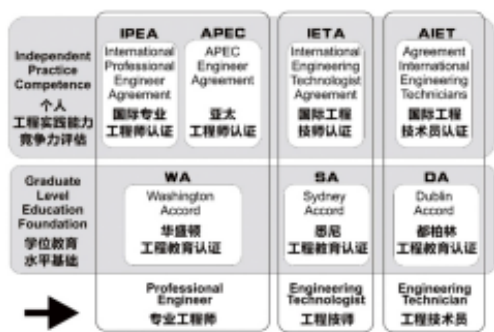 IPEA
APEC
IETA
AIET
Independent
Practice
Competence
个人
工程实践能力
竞争力评估
International
Professional
Engineer
Agreement
国际专业
工程师认证
APEC
Engineer
Agreement
亚太
工程师认证
International
Engineering
Technologist
Agreement
国际工程
技师认证
Agreement
International
Engineering
Technicians
国际工程
技术员认证
WA
SA
DA
Graduate
Level
Education
Foundation
学位教育
水平基础
Washington
Accord
华盛顿
工程教育认证
Sydney
Accord
悉尼
工程教育认证
Dublin
Accord
都柏林
工程教育认证
Professional
Engineer
专业工程师
Engineering
Technologist
工程技师
Engineering
Technician
工程技术员